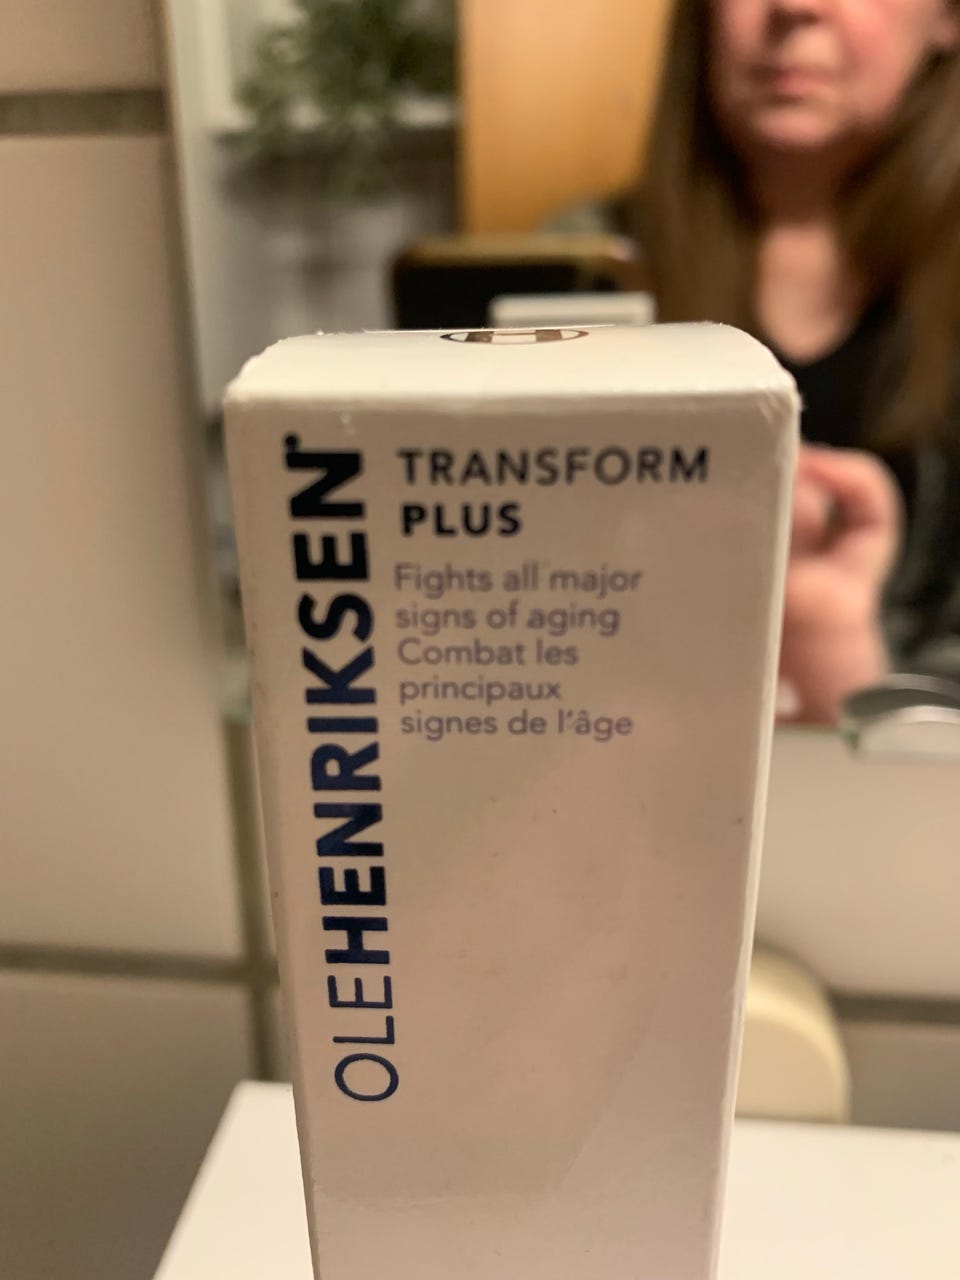 OLEHENRIKSEN®
TRANSFORM
PLUS
Fights all major
signs of aging
Combat les
principaux
signes de l'âge